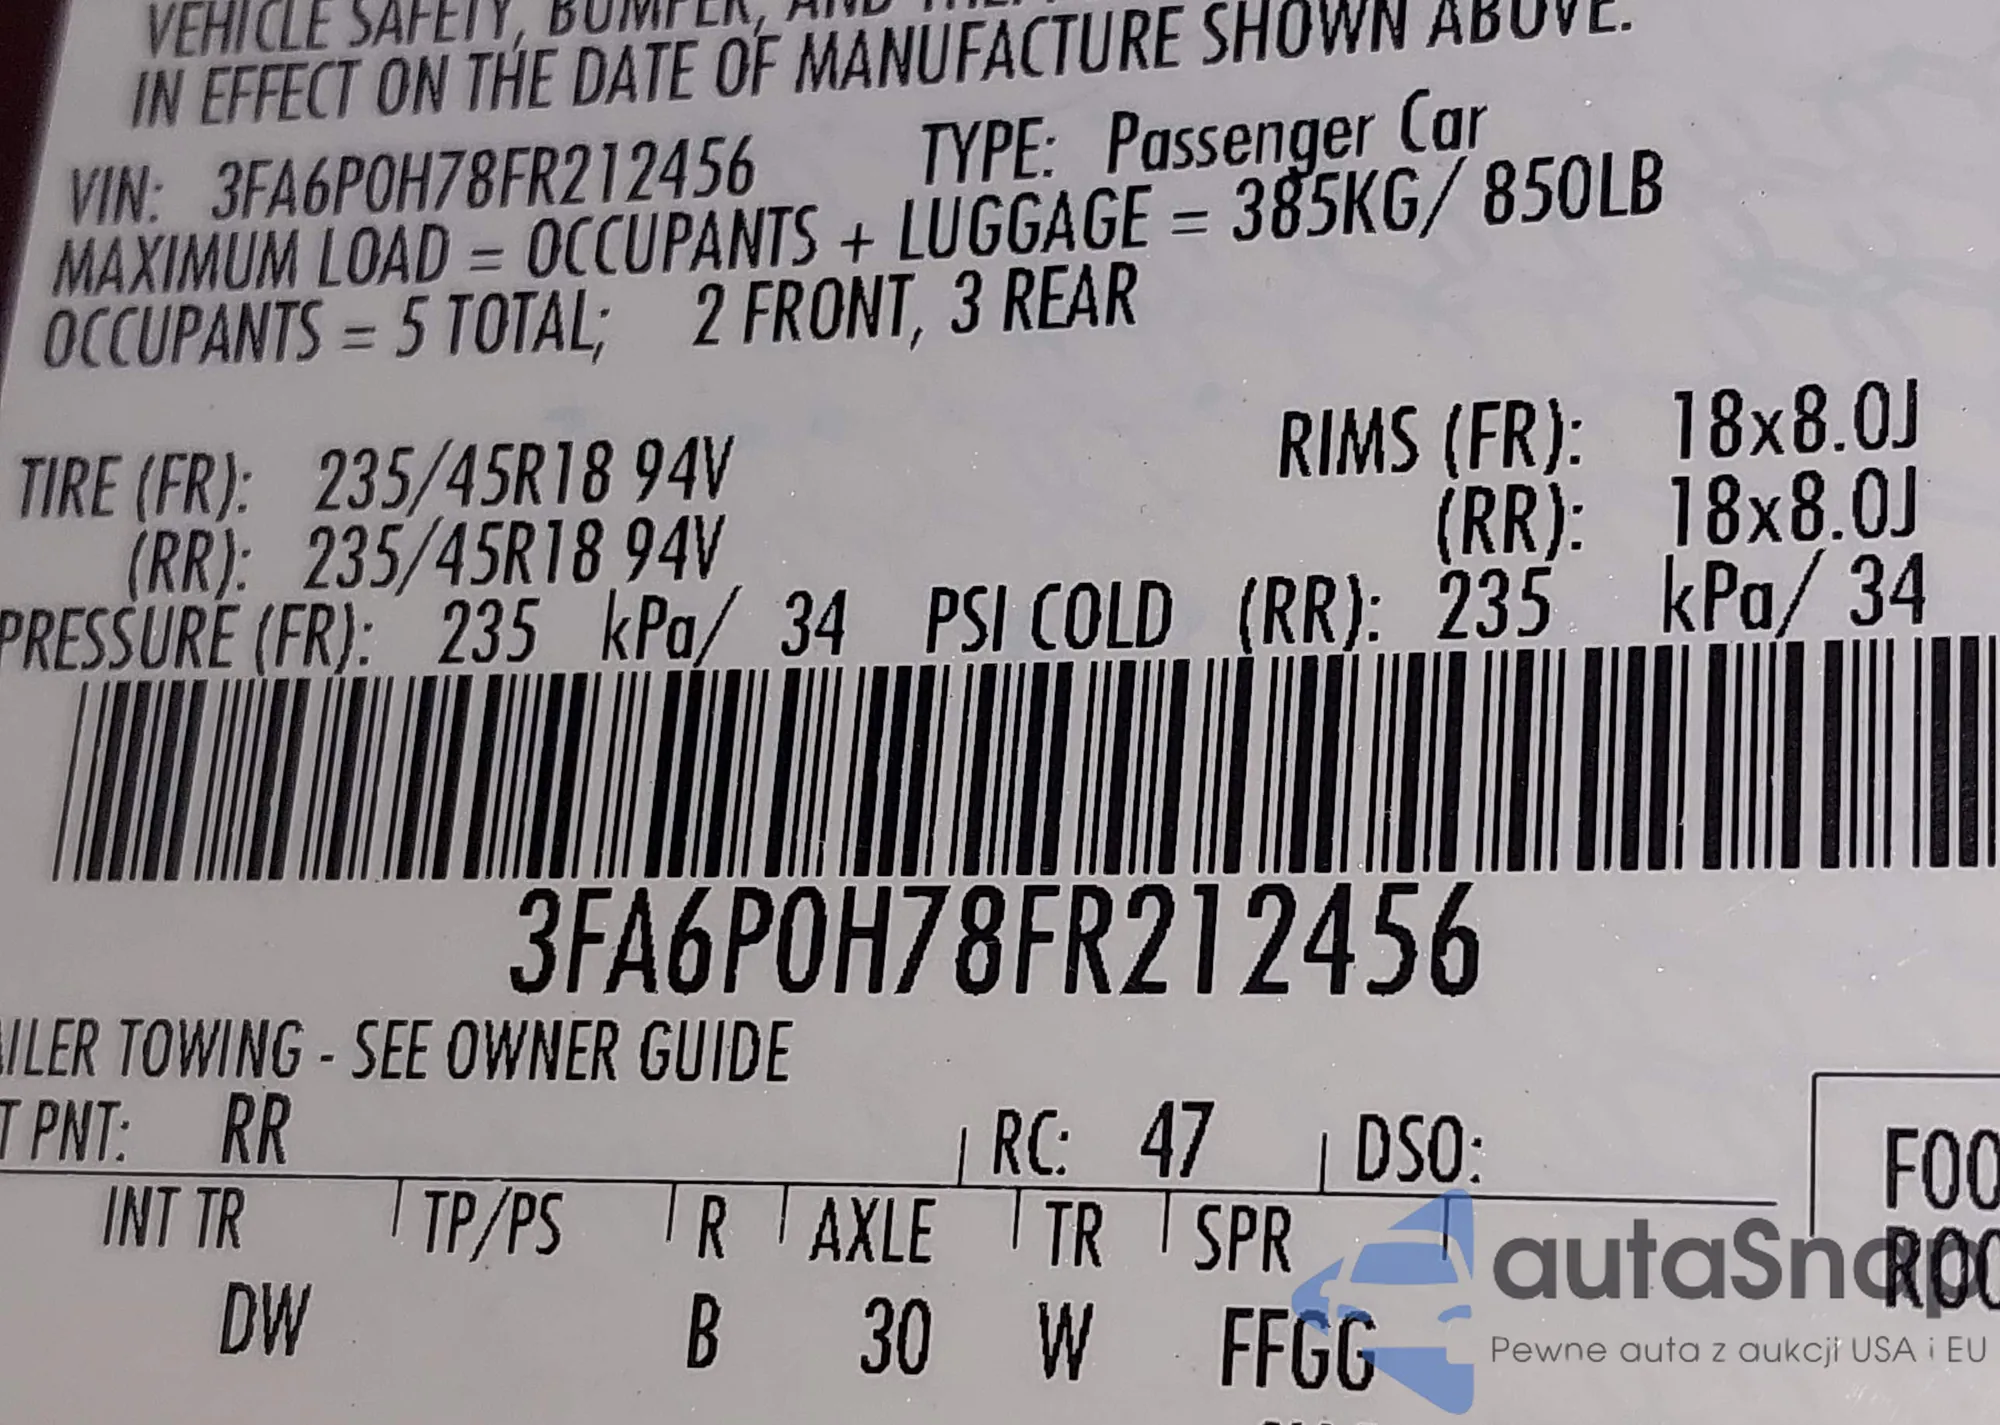 VEHICLE SAFETY, BUMPER, AND
IN EFFECT ON THE DATE OF MANUFACTURE SHOWN ABOVE.
VIN: 3FA6P0H78FR212456 TYPE: Passenger Car
MAXIMUM LOAD = OCCUPANTS + LUGGAGE = 385KG/ 850LB
OCCUPANTS = 5 TOTAL; 2 FRONT, 3 REAR
TIRE (FR): 235/45R18 94V RIMS (FR): 18x8.0J
(RR): 235/45R18 94V (RR): 18x8.0J
PRESSURE (FR): 235 kPa/ 34 PSI COLD (RR): 235 kPa/ 34
3FA6P0H78FR212456
AILER TOWING - SEE OWNER GUIDE
T PNT: RR RC: 47 DSO:
INT TR TP/PS R AXLE TR SPR
DW B 30 W FFGG
FOO
ROO
autaSnap
Pewne auta z aukcji USA i EU